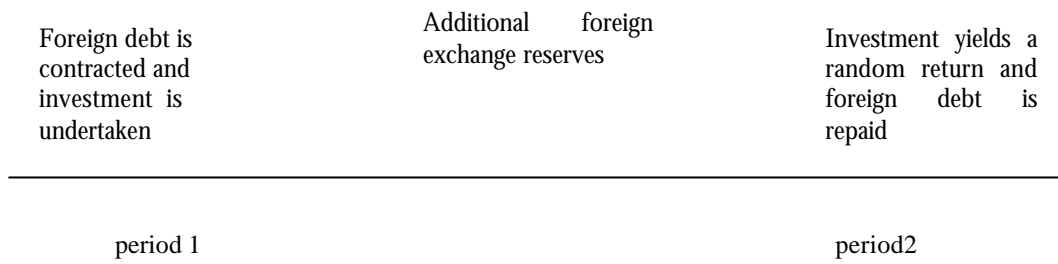 Foreign debt is
contracted and
investment is
undertaken
Additional foreign
exchange reserves
Investment yields a
random return and
foreign debt is
repaid
period 1
period2